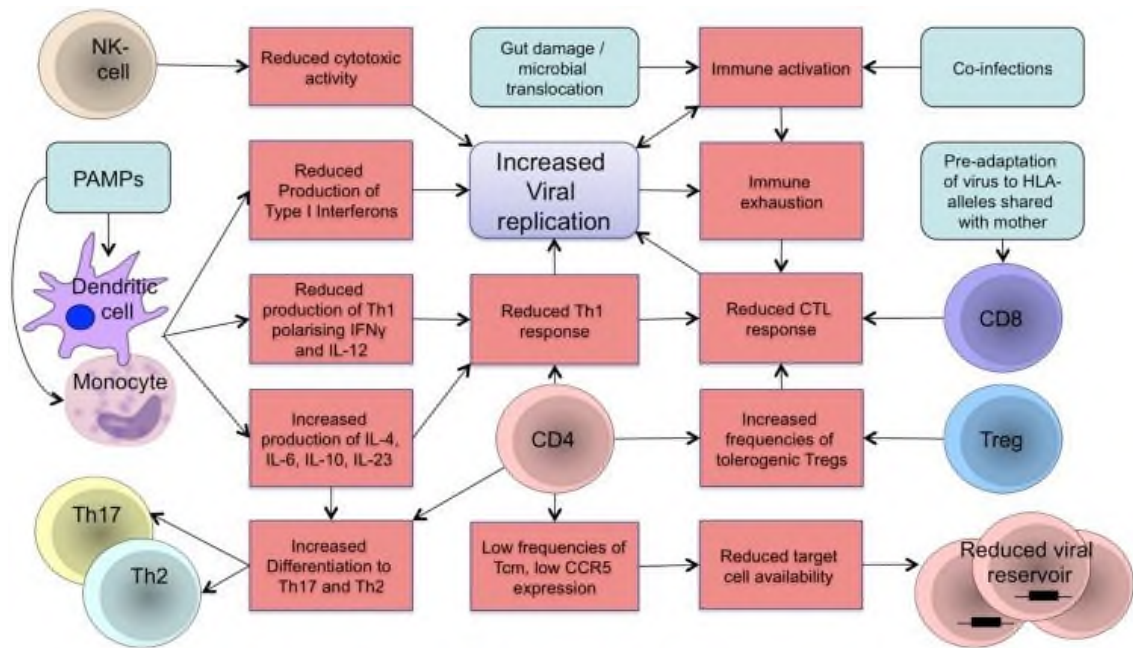 NK-
cell
Reduced cytotoxic
activity
Gut damage /
microbial
translocation
Immune activation
Co-infections
PAMPs
Reduced
Production of
Type I Interferons
Increased
Viral
replication
Immune
exhaustion
Pre-adaptation
of virus to HLA-
alleles shared
with mother
Dendritic
cell
Reduced
production of Th1
polarising IFNγ
and IL-12
Reduced Th1
response
Reduced CTL
response
CD8
Monocyte
Increased
production of IL-4,
IL-6, IL-10, IL-23
CD4
Increased
frequencies of
tolerogenic Tregs
Treg
Th17
Th2
Increased
Differentiation to
Th17 and Th2
Low frequencies of
Tcm, low CCR5
expression
Reduced target
cell availability
Reduced viral
reservoir